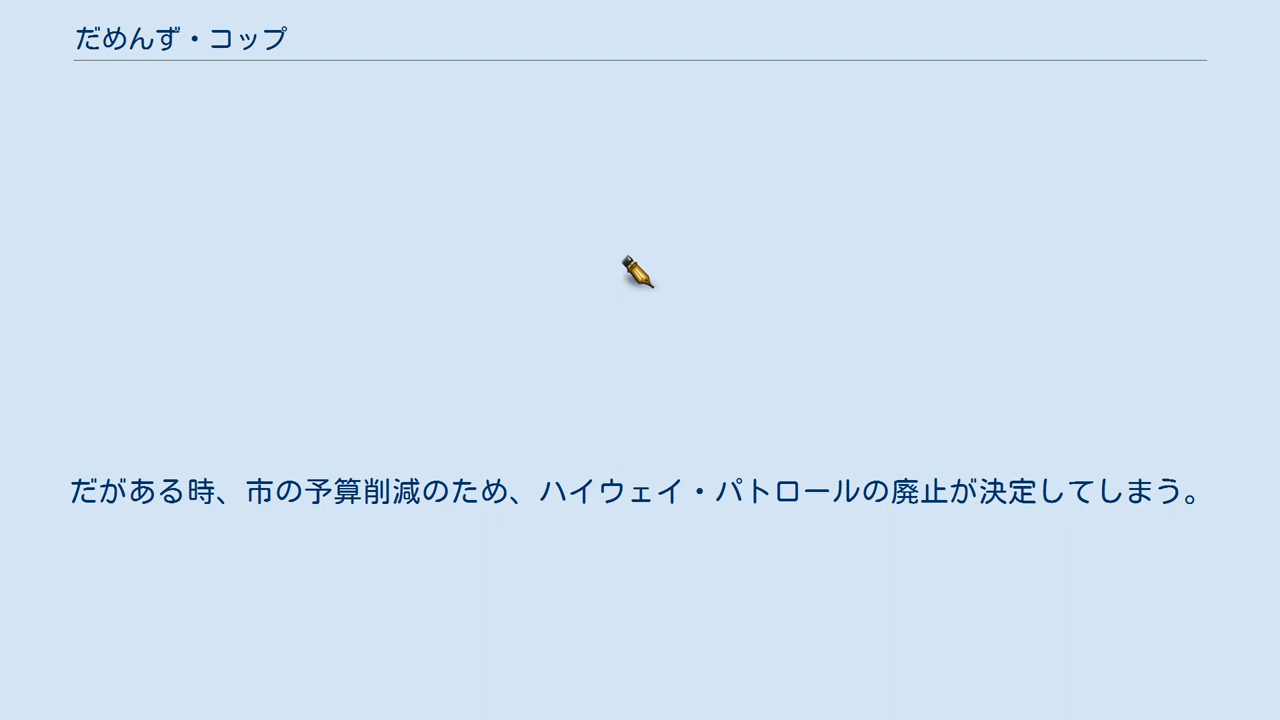 だめんず・コップ
だがある時、市の予算削減のため、ハイウェイ・パトロールの廃止が決定してしまう。